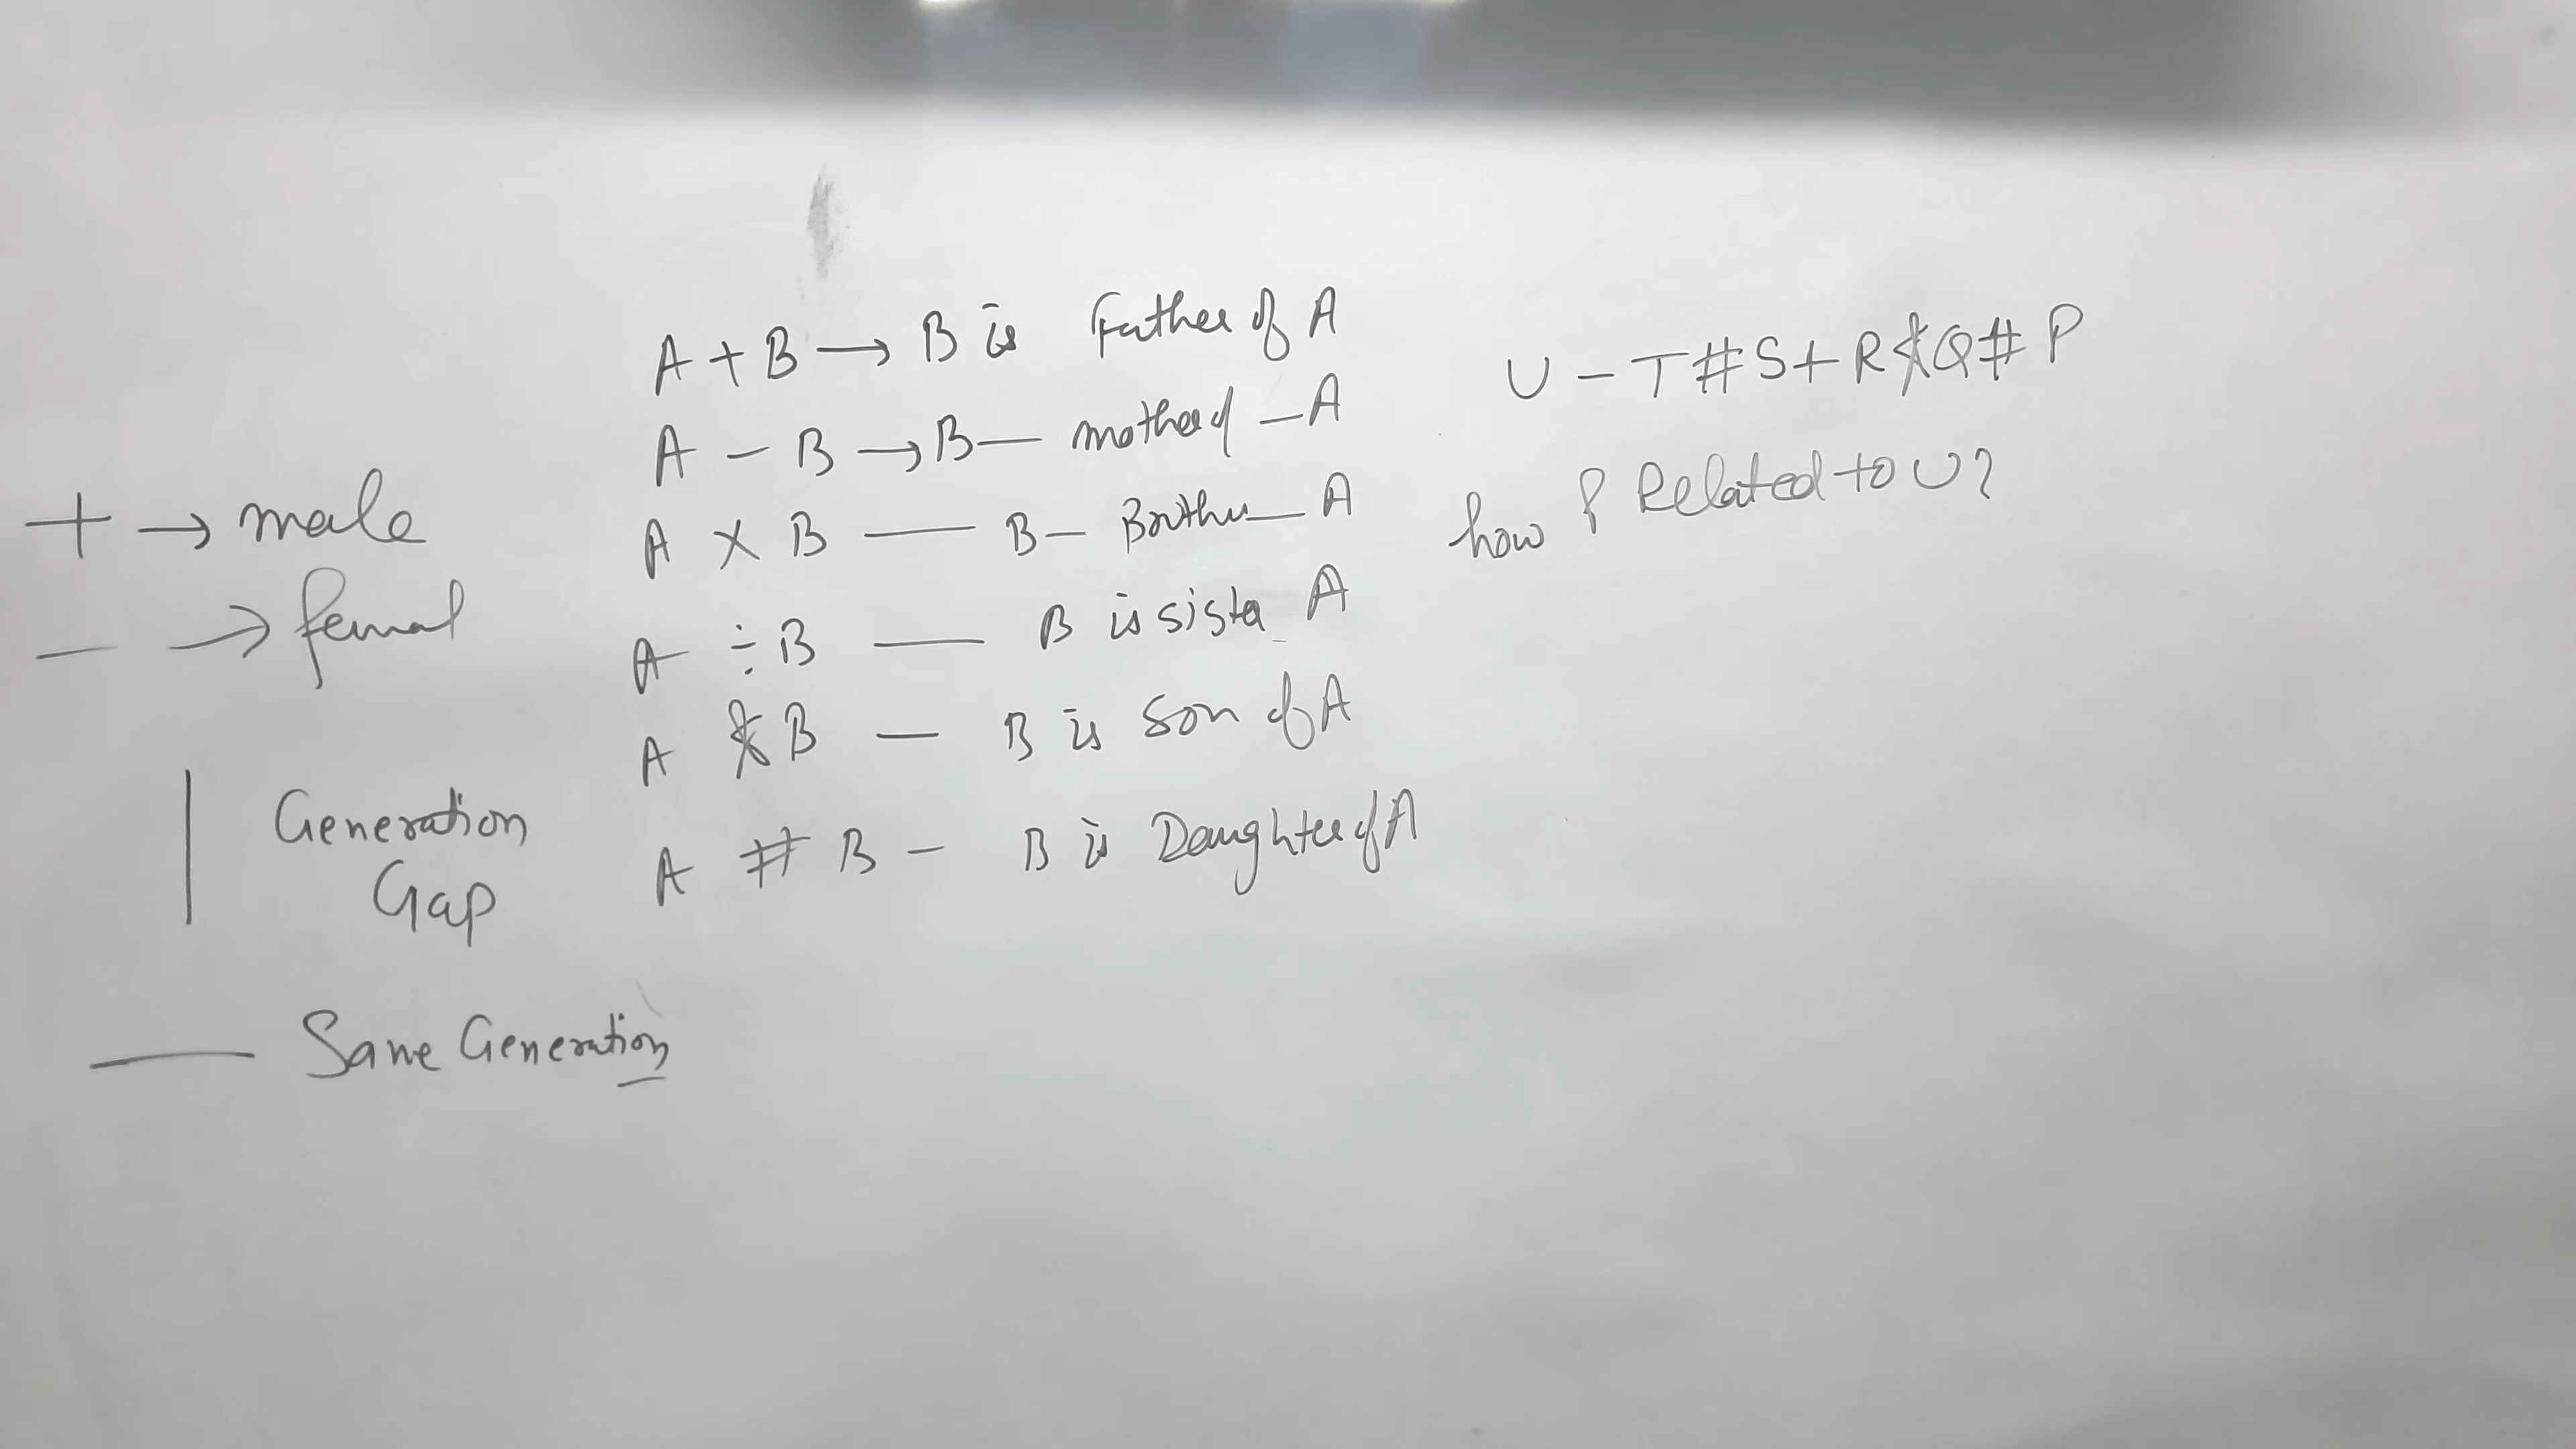 + → male
- → femal
| Generation
Gap
— Same Generation
A + B → B is Father of A
A - B → B — mother of - A
A × B — B - Brother - A
A ÷ B — B is sister A
A * B — B is Son of A
A # B - B is Daughter of A
U - T # S + R * Q # P
how P Related to U?